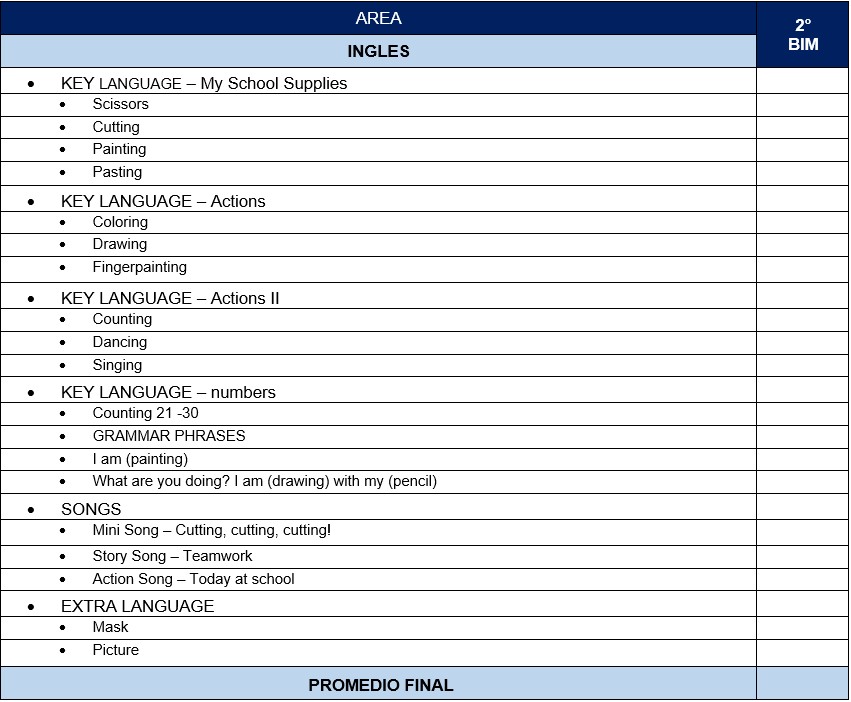 AREA
2º
BIM
INGLES
• KEY LANGUAGE – My School Supplies
• Scissors
• Cutting
• Painting
• Pasting
• KEY LANGUAGE – Actions
• Coloring
• Drawing
• Fingerpainting
• KEY LANGUAGE – Actions II
• Counting
• Dancing
• Singing
• KEY LANGUAGE – numbers
• Counting 21 -30
• GRAMMAR PHRASES
• I am (painting)
• What are you doing? I am (drawing) with my (pencil)
• SONGS
• Mini Song – Cutting, cutting, cutting!
• Story Song – Teamwork
• Action Song – Today at school
• EXTRA LANGUAGE
• Mask
• Picture
PROMEDIO FINAL